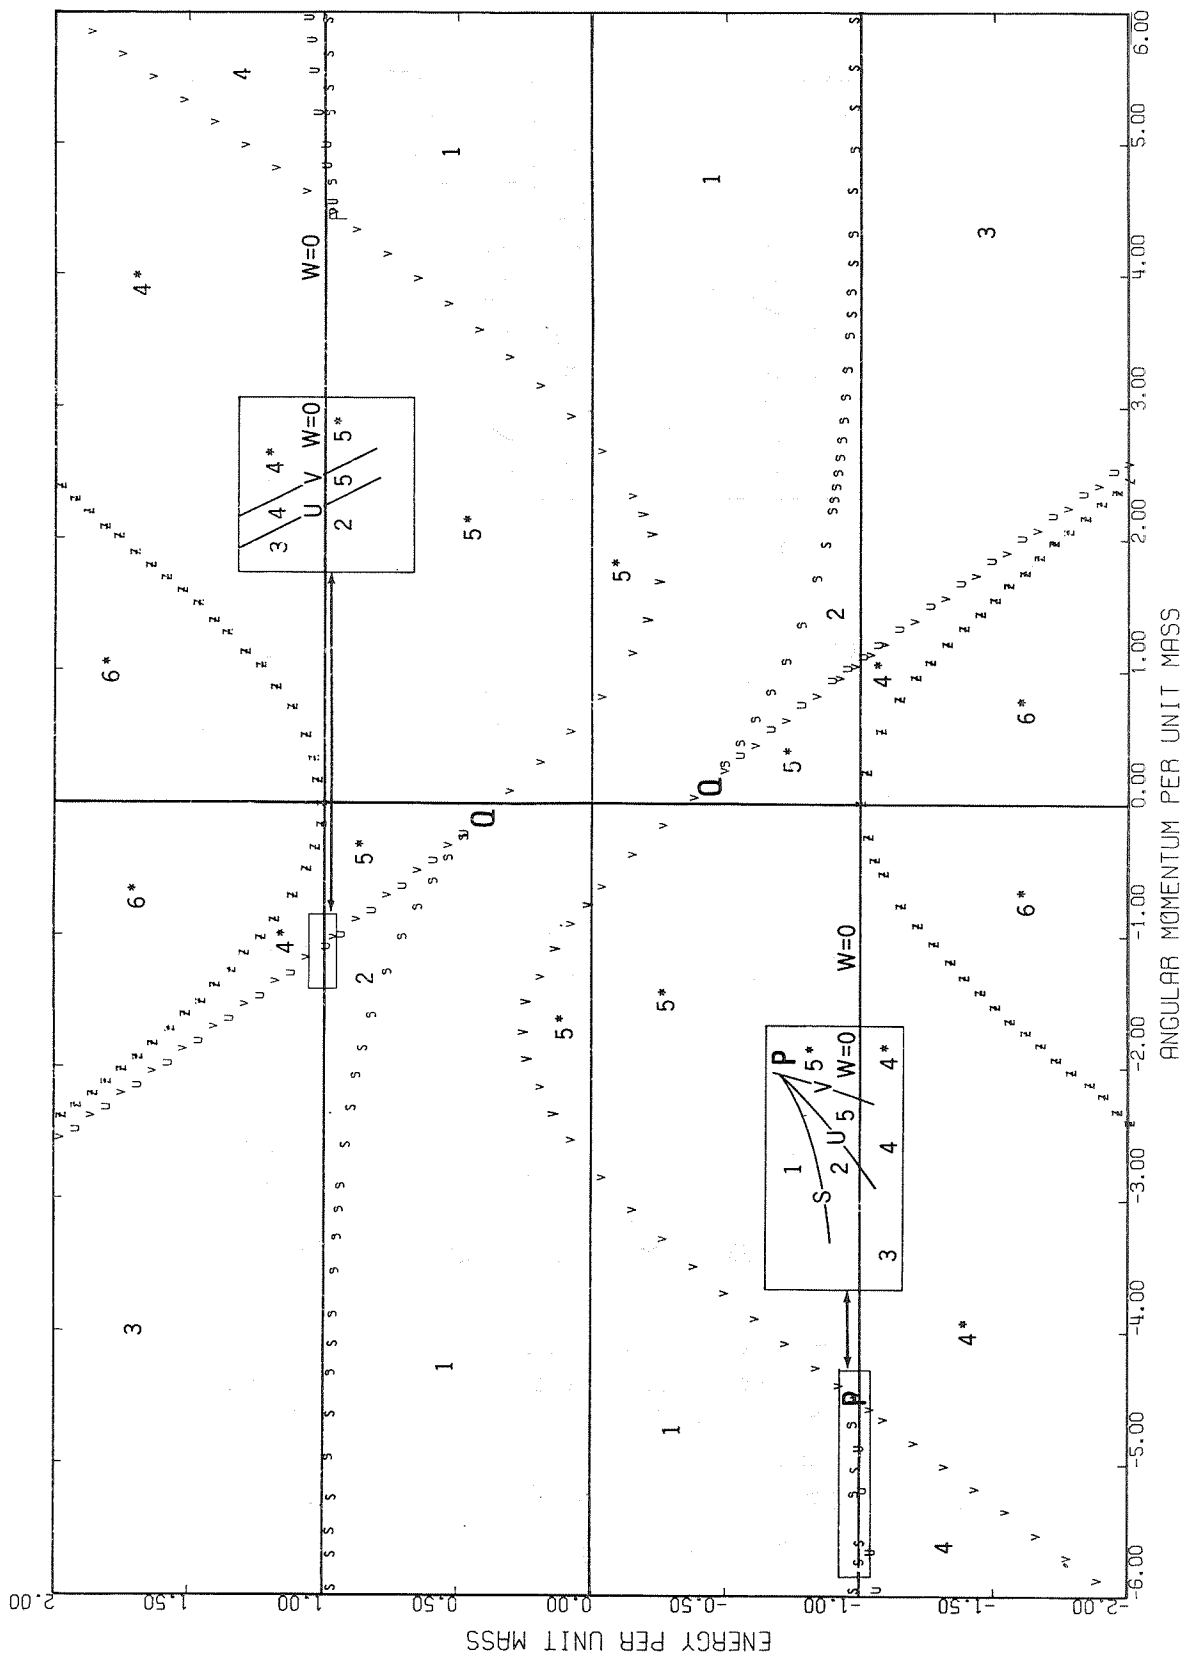 ENERGY PER UNIT MASS
2.00
3 6* 6* 4*
1.50
4
3 4 4*
U V W=0
2 5 5*
4*
W=0
1.00
P
2 5*
1 1
0.50
5*
Q
5*
0.00
5*
5* 1
-0.50
1
Q
5*
P
1
S
V 5*
U
2 5 W=0
3 4 4*
2
W=0
P
-1.00
4*
4 4* 3
-1.50
6* 6*
-2.00
-6.00 -5.00 -4.00 -3.00 -2.00 -1.00 0.00 1.00 2.00 3.00 4.00 5.00 6.00
ANGULAR MOMENTUM PER UNIT MASS